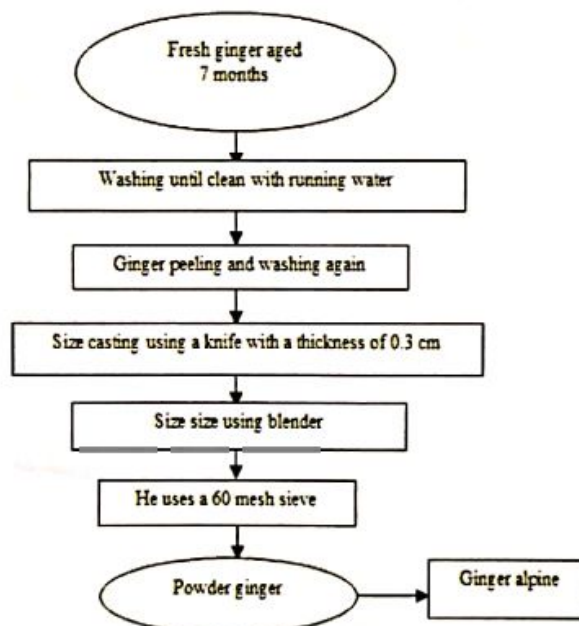 Fresh ginger aged
7 months
Washing until clean with running water
Ginger peeling and washing again
Size casting using a knife with a thickness of 0.3 cm
Size size using blender
He uses a 60 mesh sieve
Powder ginger
Ginger alpine